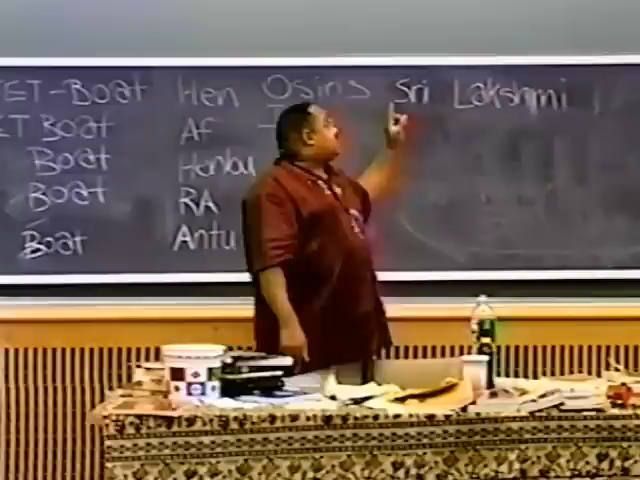 ET-Boat Hen Osiris Sri Lakshmi
ET Boat Af
Boat Henbu
Boat RA
Boat Antu